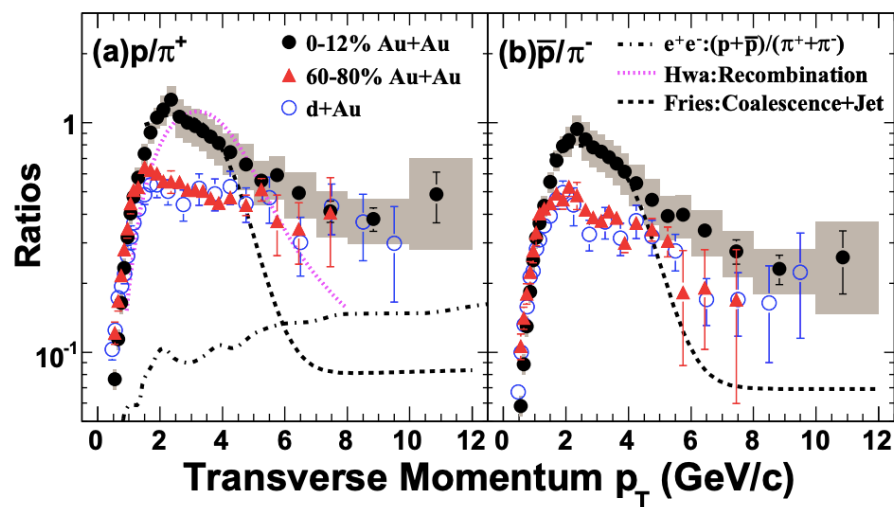 (a)p/π⁺
0-12% Au+Au
60-80% Au+Au
d+Au
(b)p̅/π⁻
e⁺e⁻:(p+p̅)/(π⁺+π⁻)
Hwa:Recombination
Fries:Coalescence+Jet
Ratios
1
10⁻¹
0 2 4 6 8 10 12 0 2 4 6 8 10 12
Transverse Momentum p_T (GeV/c)